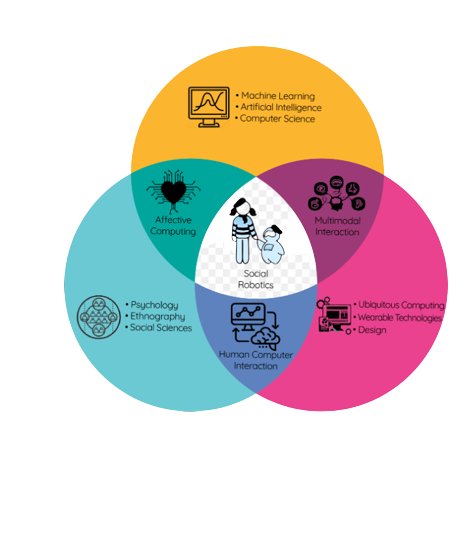 • Machine Learning
• Artificial Intelligence
• Computer Science
Affective
Computing
Multimodal
Interaction
Social
Robotics
• Psychology
• Ethnography
• Social Sciences
• Ubiquitous Computing
• Wearable Technologies.
• Design
Human Computer
Interaction